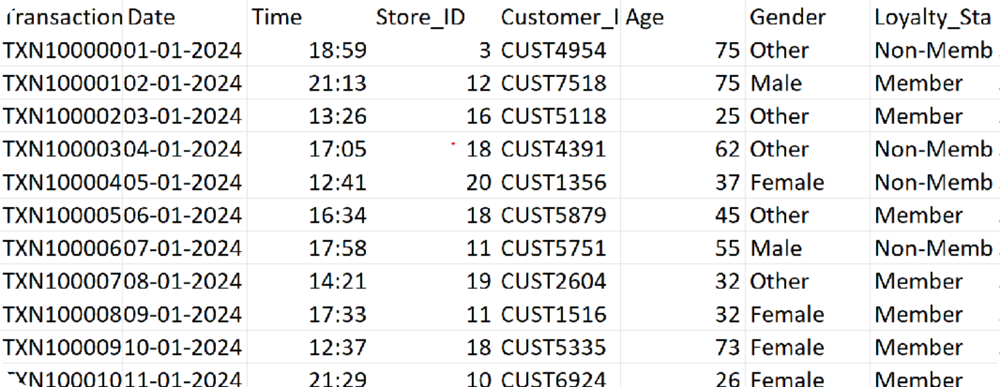 Transaction Date Time Store_ID Customer_I Age Gender Loyalty_Sta
TXN100000 01-01-2024 18:59 3 CUST4954 75 Other Non-Memb
TXN100001 02-01-2024 21:13 12 CUST7518 75 Male Member
TXN100002 03-01-2024 13:26 16 CUST5118 25 Other Member
TXN100003 04-01-2024 17:05 18 CUST4391 62 Other Non-Memb
TXN100004 05-01-2024 12:41 20 CUST1356 37 Female Non-Memb
TXN100005 06-01-2024 16:34 18 CUST5879 45 Other Member
TXN100006 07-01-2024 17:58 11 CUST5751 55 Male Non-Memb
TXN100007 08-01-2024 14:21 19 CUST2604 32 Other Member
TXN100008 09-01-2024 17:33 11 CUST1516 32 Female Member
TXN100009 10-01-2024 12:37 18 CUST5335 73 Female Member
TXN100010 11-01-2024 21:29 10 CUST6924 26 Female Member